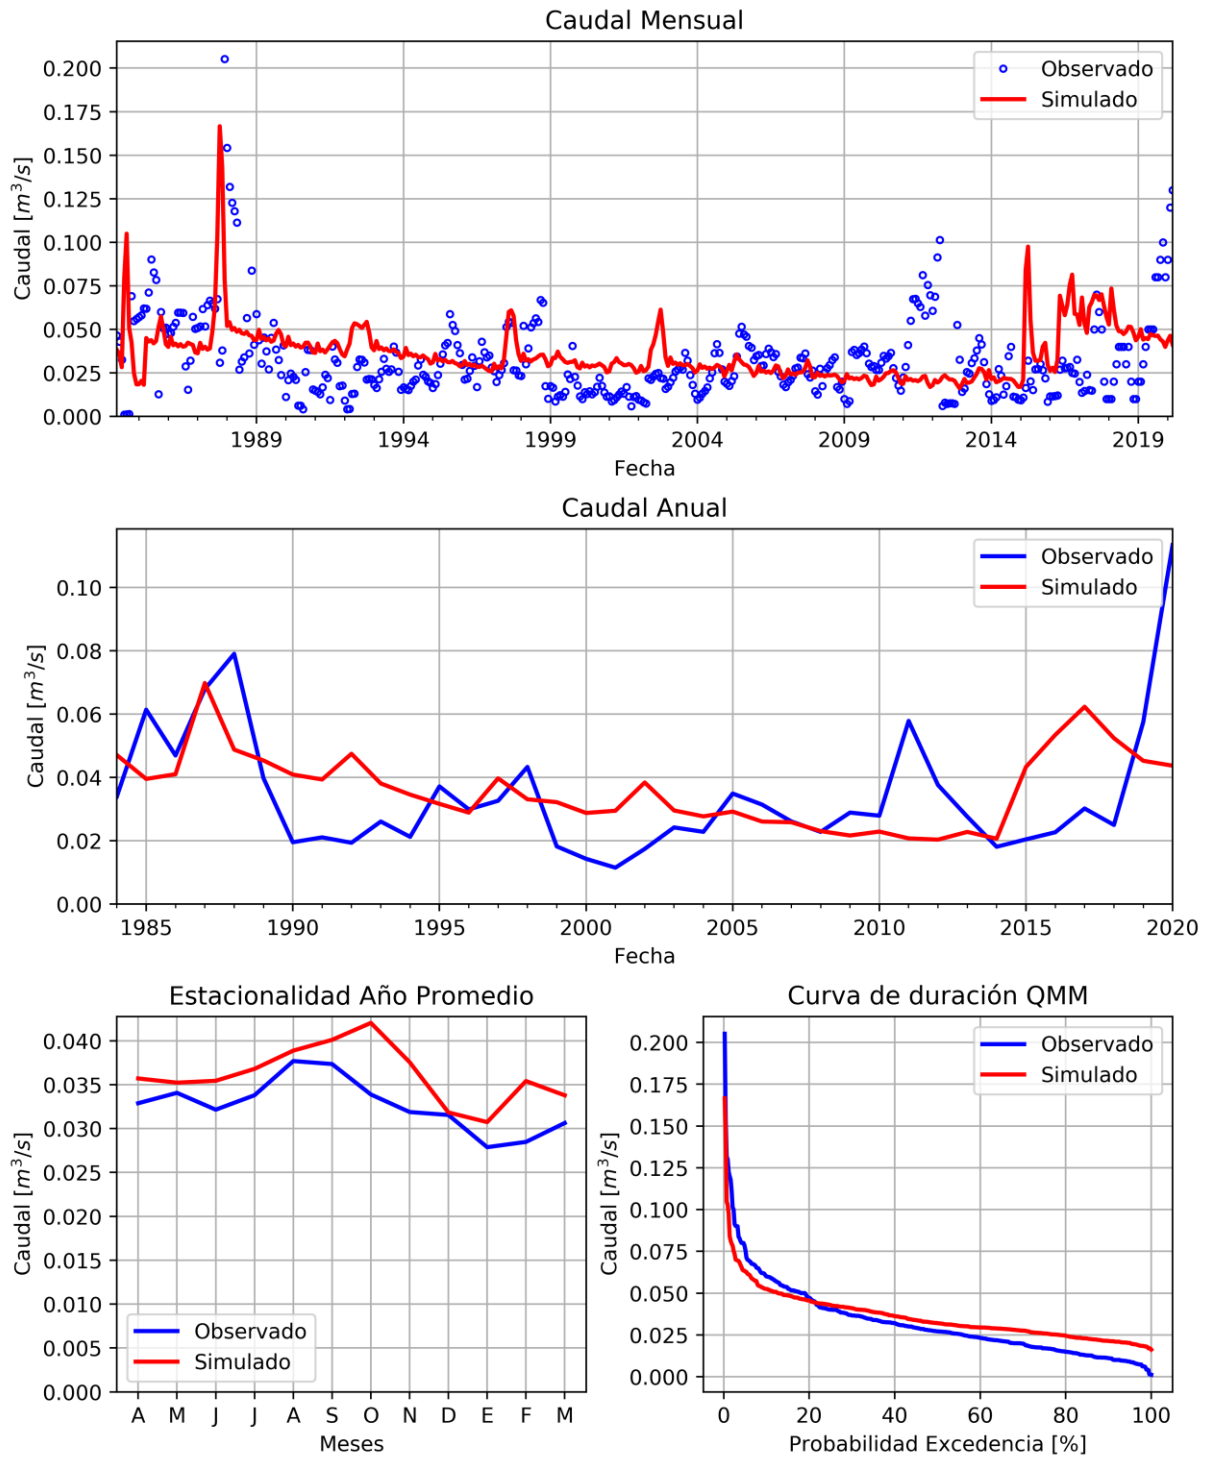 Caudal Mensual
Caudal [m³/s]
0.200
0.175
0.150
0.125
0.100
0.075
0.050
0.025
0.000
Observado
Simulado
1989 1994 1999 2004 2009 2014 2019
Fecha
Caudal Anual
Caudal [m³/s]
0.10
0.08
0.06
0.04
0.02
0.00
Observado
Simulado
1985 1990 1995 2000 2005 2010 2015 2020
Fecha
Estacionalidad Año Promedio
Caudal [m³/s]
0.040
0.035
0.030
0.025
0.020
0.015
0.010
0.005
0.000
Observado
Simulado
A M J J A S O N D E F M
Meses
Curva de duración QMM
Caudal [m³/s]
0.200
0.175
0.150
0.125
0.100
0.075
0.050
0.025
0.000
Observado
Simulado
0 20 40 60 80 100
Probabilidad Excedencia [%]